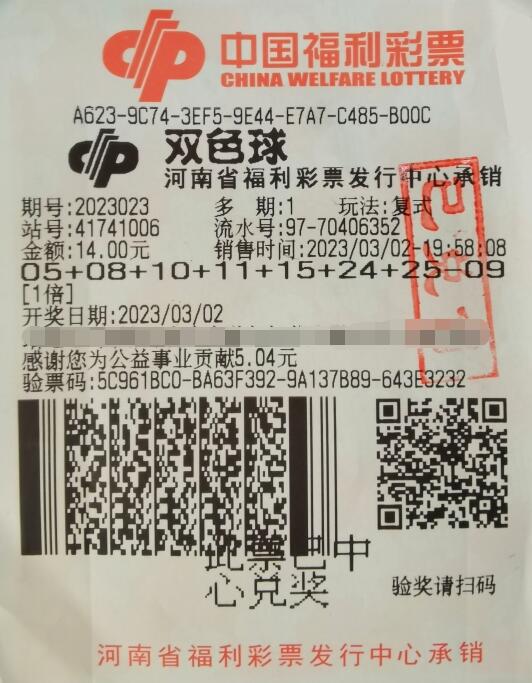 中国福利彩票
CHINA WELFARE LOTTERY
A623-9C74-3EF5-9E44-E7A7-C485-B00C
双色球
河南省福利彩票发行中心承销
期号:2023023 多 期:1 玩法:复式
站号:41741006 流水号:97-70406352
金额:14.00元 销售时间:2023/03/02-19:58:08
05+08+10+11+15+24+25-09
[1倍]
开奖日期:2023/03/02
感谢您为公益事业贡献5.04元
验票码:5C961BC0-BA63F392-9A137B89-643E3232
此票已中
心兑奖
验奖请扫码
河南省福利彩票发行中心承销